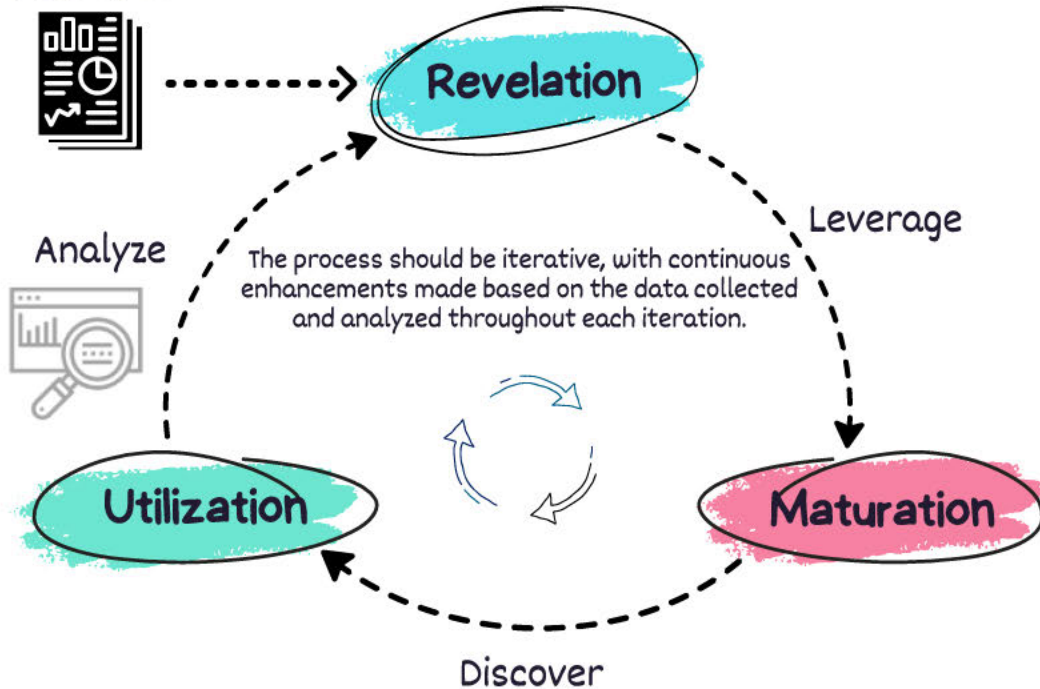 Revelation
Leverage
Analyze
The process should be iterative, with continuous
enhancements made based on the data collected
and analyzed throughout each iteration.
Utilization
Maturation
Discover